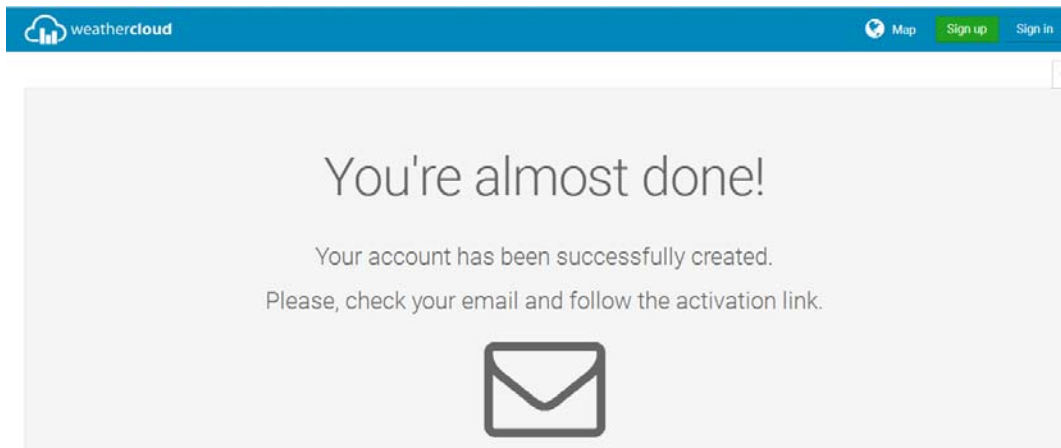 weathercloud
Map
Sign up
Sign in
You're almost done!
Your account has been successfully created.
Please, check your email and follow the activation link.